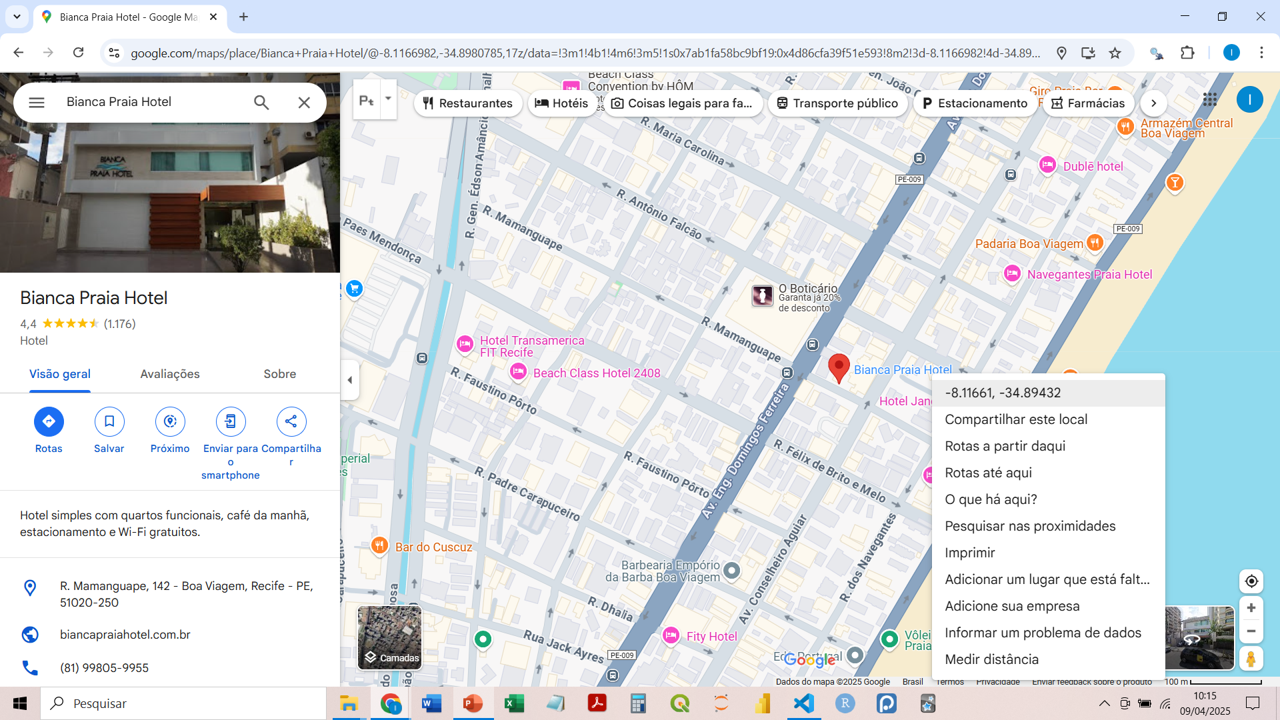 Bianca Praia Hotel - Google Ma
google.com/maps/place/Bianca+Praia+Hotel/@-8.1166982,-34.8980785,17z/data=!3m1!4b1!4m6!3m5!1s0x7ab1fa58bc9bff9:0x4d86cfa39f51e593!8m2!3d-8.1166982!4d-34.89...
I
Bianca Praia Hotel
BIANCA
PRAIA HOTEL
Bianca Praia Hotel
4,4 (1.176)
Hotel
Visão geral
Avaliações
Sobre
Rotas
Salvar
Próximo
Enviar para
o
smartphone
Compartilha
r
Hotel simples com quartos funcionais, café da manhã,
estacionamento e Wi-Fi gratuitos.
R. Mamanguape, 142 - Boa Viagem, Recife - PE,
51020-250
biancapraiahotel.com.br
(81) 99805-9955
Restaurantes
Hotéis
Coisas legais para fa...
Transporte público
Estacionamento
Farmácias
I
Beach Class
Convention by HÔM
Armazém Central
Boa Viagem
R. Maria Carolina
Dublê hotel
PE-009
R. Gen. Édson Amâncio
R. Antônio Falcão
R. Mamanguape
Paes Mendonça
PE-009
Padaria Boa Viagem
Navegantes Praia Hotel
O Boticário
Garanta já 20%
de desconto
R. Mamanguape
Hotel Transamerica
FIT Recife
Beach Class Hotel 2408
Bianca Praia Hotel
R. Faustino Pôrto
Av. Eng. Domingos Ferreira
R. Félix de Brito e Melo
R. Faustino Pôrto
R. Padre Carapuceiro
Av. Conselheiro Aguiar
R. dos Navegantes
Bar do Cuscuz
Barbearia Empório
da Barba Boa Viagem
R. Dhalia
Rua Jack Ayres
Fity Hotel
PE-009
Camadas
Google
-8.11661, -34.89432
Compartilhar este local
Rotas a partir daqui
Rotas até aqui
O que há aqui?
Pesquisar nas proximidades
Imprimir
Adicionar um lugar que está falt...
Adicione sua empresa
Informar um problema de dados
Medir distância
Dados do mapa ©2025 Google
Brasil
Termos
Privacidade
Enviar feedback sobre o produto
100 m
Pesquisar
10:15
09/04/2025